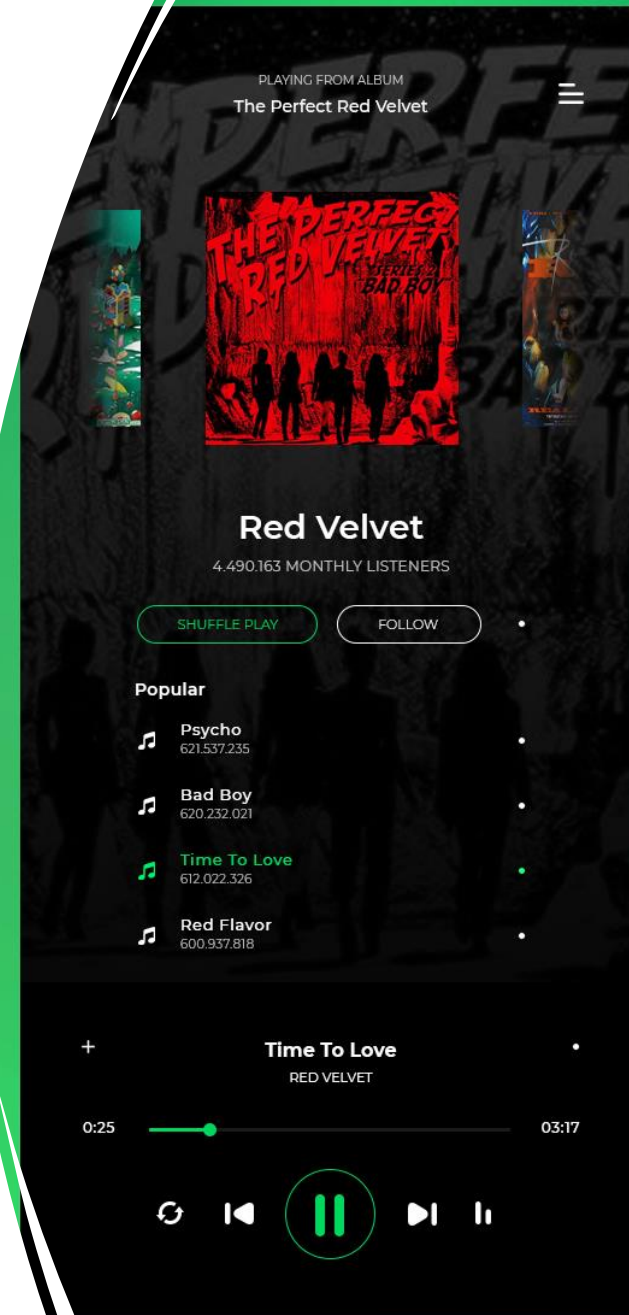 PLAYING FROM ALBUM
The Perfect Red Velvet
THE PERFECT
RED VELVET
SERIES 2
BAD BOY
Red Velvet
4.490.163 MONTHLY LISTENERS
SHUFFLE PLAY
FOLLOW
Popular
Psycho
621.537.235
Bad Boy
620.232.021
Time To Love
612.022.326
Red Flavor
600.937.818
Time To Love
RED VELVET
0:25
03:17